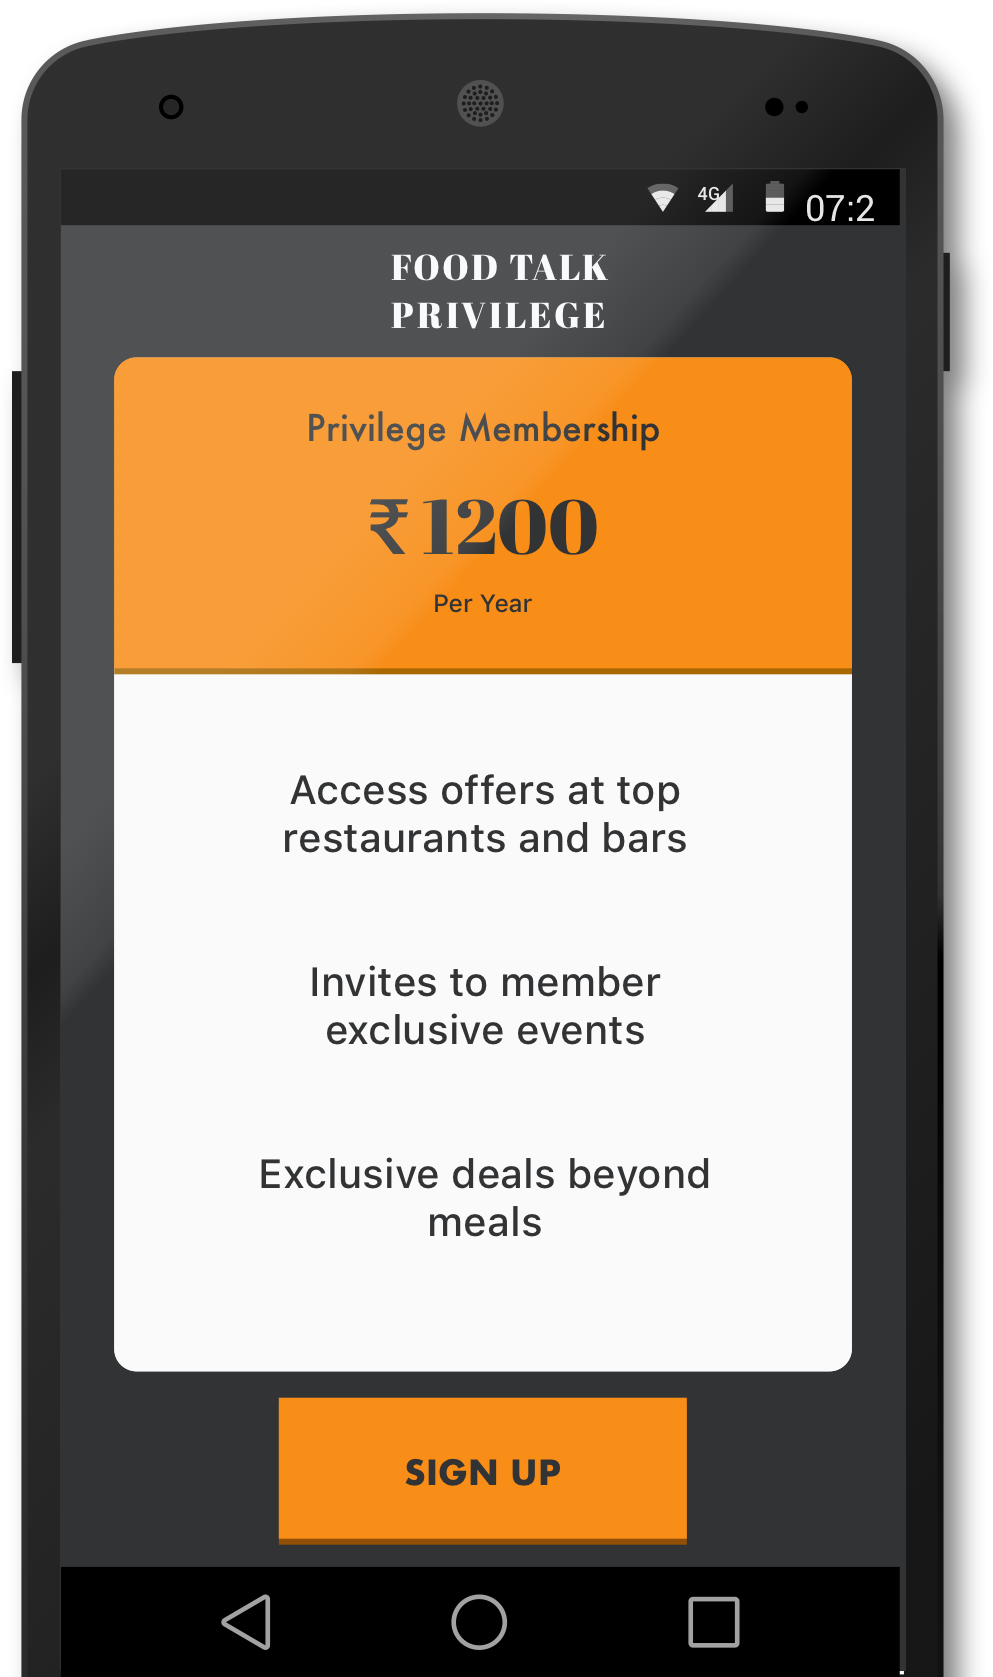 4G 07:2
FOOD TALK
PRIVILEGE
Privilege Membership
₹ 1200
Per Year
Access offers at top
restaurants and bars
Invites to member
exclusive events
Exclusive deals beyond
meals
SIGN UP